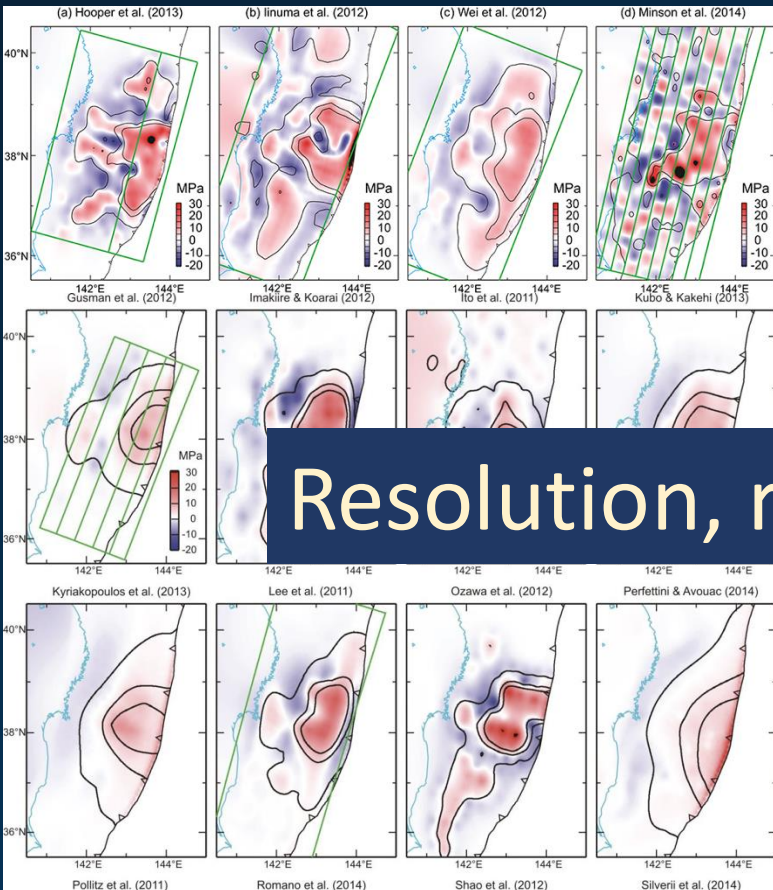 (a) Hooper et al. (2013) (b) Iinuma et al. (2012) (c) Wei et al. (2012) (d) Minson et al. (2014)
40°N
38°N
MPa MPa MPa MPa
30 30 30 30
20 20 20 20
10 10 10 10
0 0 0 0
-10 -10 -10 -10
-20 -20 -20 -20
36°N
142°E 144°E 142°E 144°E 142°E 144°E 142°E 144°E
Gusman et al. (2012) Imakiire & Koarai (2012) Ito et al. (2011) Kubo & Kakehi (2013)
40°N
38°N
MPa
30
20
10
0
-10
-20
Resolution,
36°N
142°E 144°E 142°E 144°E 142°E 144°E 142°E 144°E
Kyriakopoulos et al. (2013) Lee et al. (2011) Ozawa et al. (2012) Perfettini & Avouac (2014)
40°N
38°N
36°N
142°E 144°E 142°E 144°E 142°E 144°E 142°E 144°E
Pollitz et al. (2011) Romano et al. (2014) Shao et al. (2012) Silverii et al. (2014)